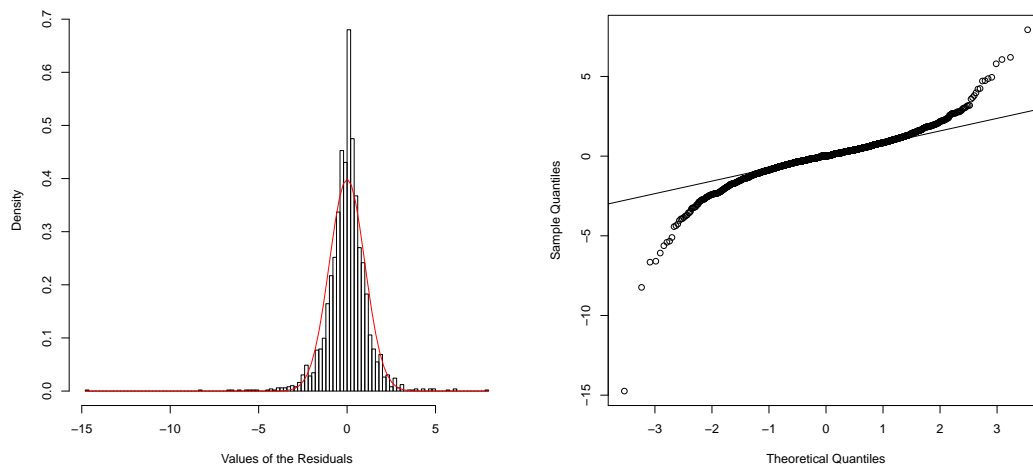 Density
0.0 0.1 0.2 0.3 0.4 0.5 0.6 0.7
−15 −10 −5 0 5
Values of the Residuals
Sample Quantiles
−15 −10 −5 0 5
−3 −2 −1 0 1 2 3
Theoretical Quantiles